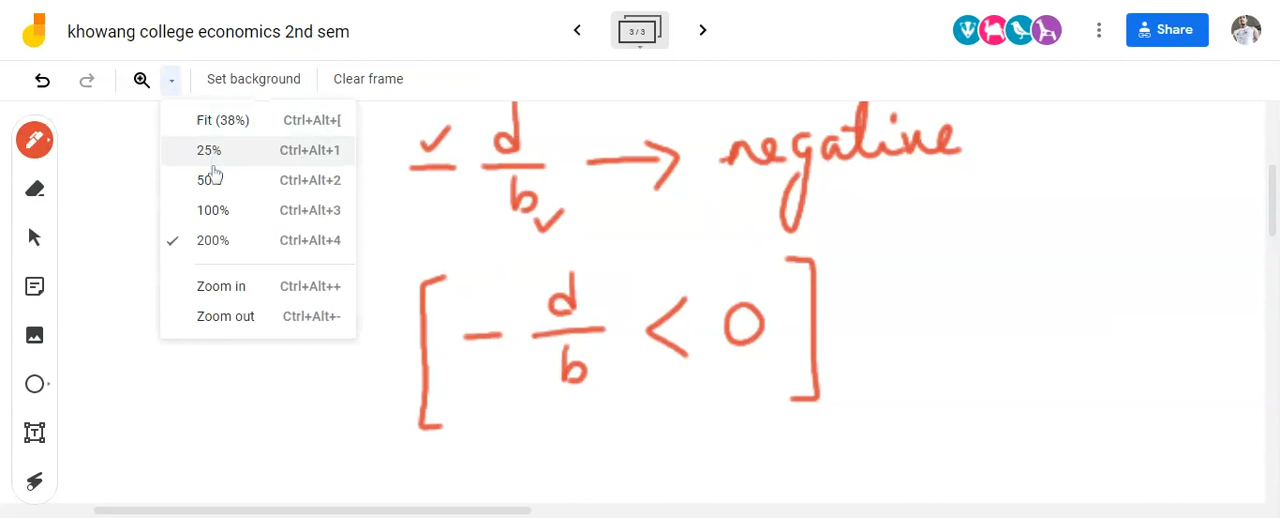 khowang college economics 2nd sem
3 / 3
Share
Set background
Clear frame
Fit (38%) Ctrl+Alt+[
25% Ctrl+Alt+1
50 Ctrl+Alt+2
100% Ctrl+Alt+3
200% Ctrl+Alt+4
Zoom in Ctrl+Alt++
Zoom out Ctrl+Alt+-
- d/b → negative
[ - d/b < 0 ]